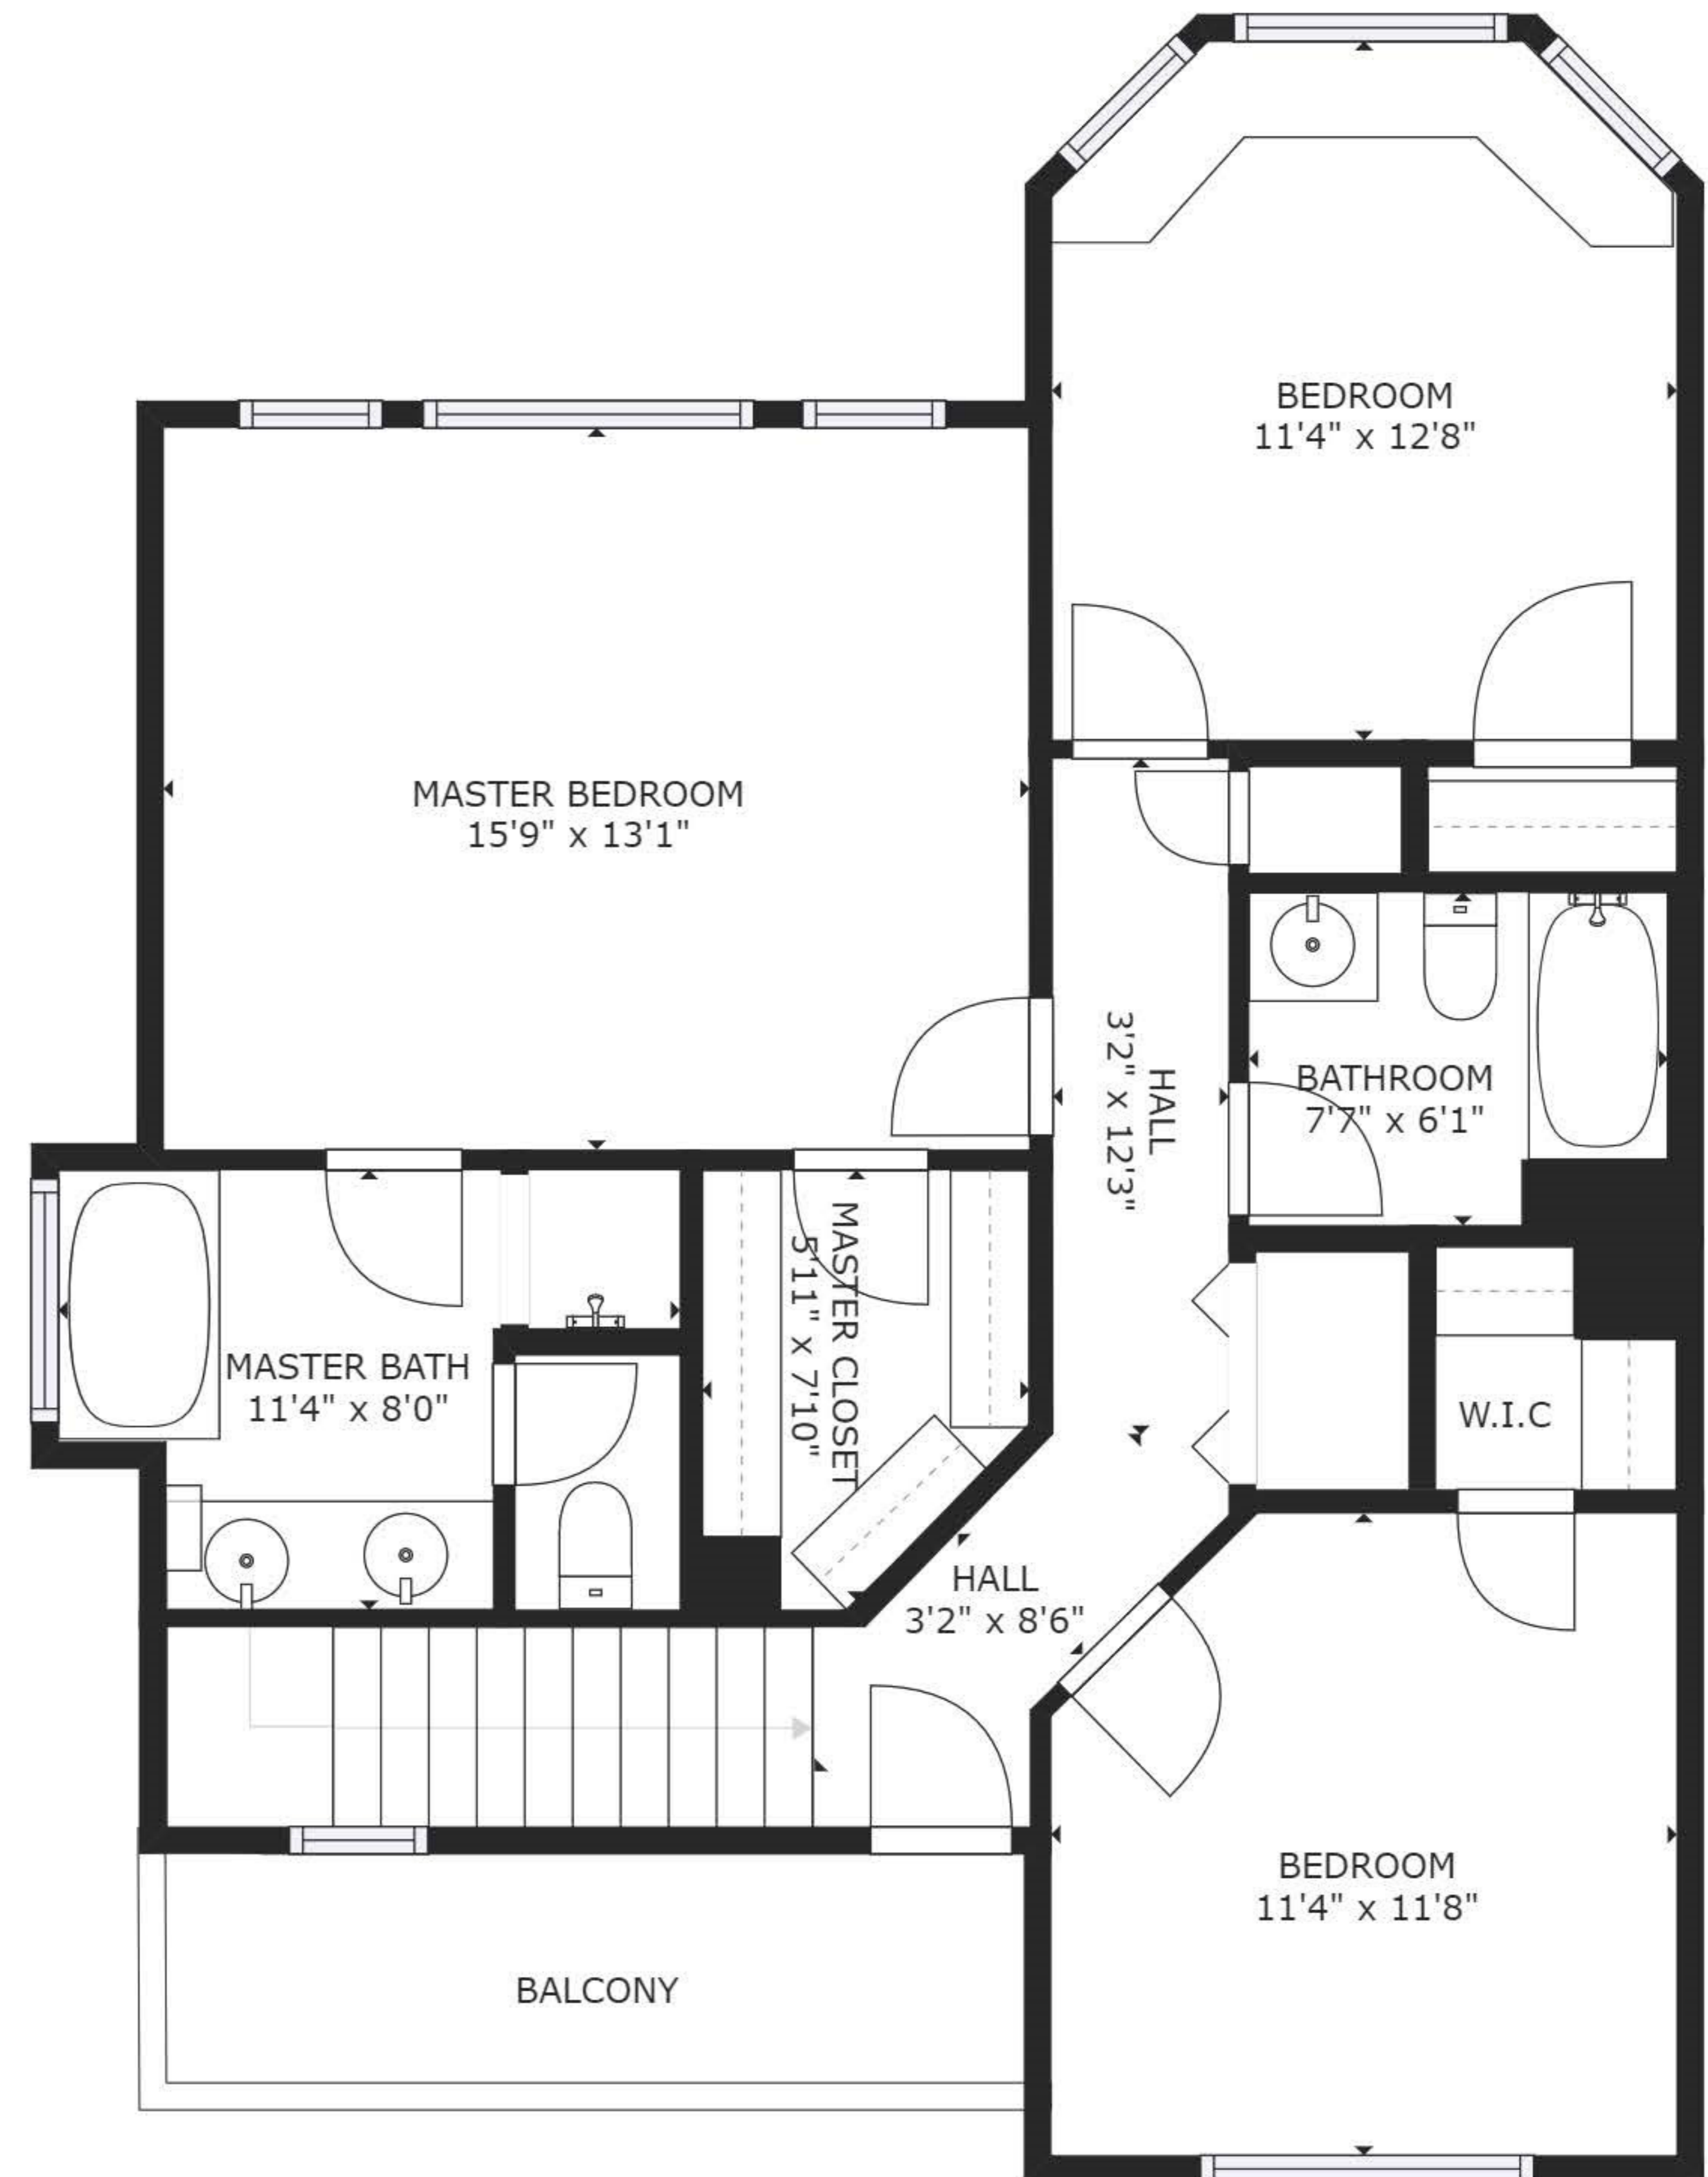 BEDROOM
11'4" x 12'8"
MASTER BEDROOM
15'9" x 13'1"
HALL
3'2" x 12'3"
BATHROOM
7'7" x 6'1"
MASTER BATH
11'4" x 8'0"
MASTER CLOSET
5'11" x 7'10"
W.I.C
HALL
3'2" x 8'6"
BEDROOM
11'4" x 11'8"
BALCONY